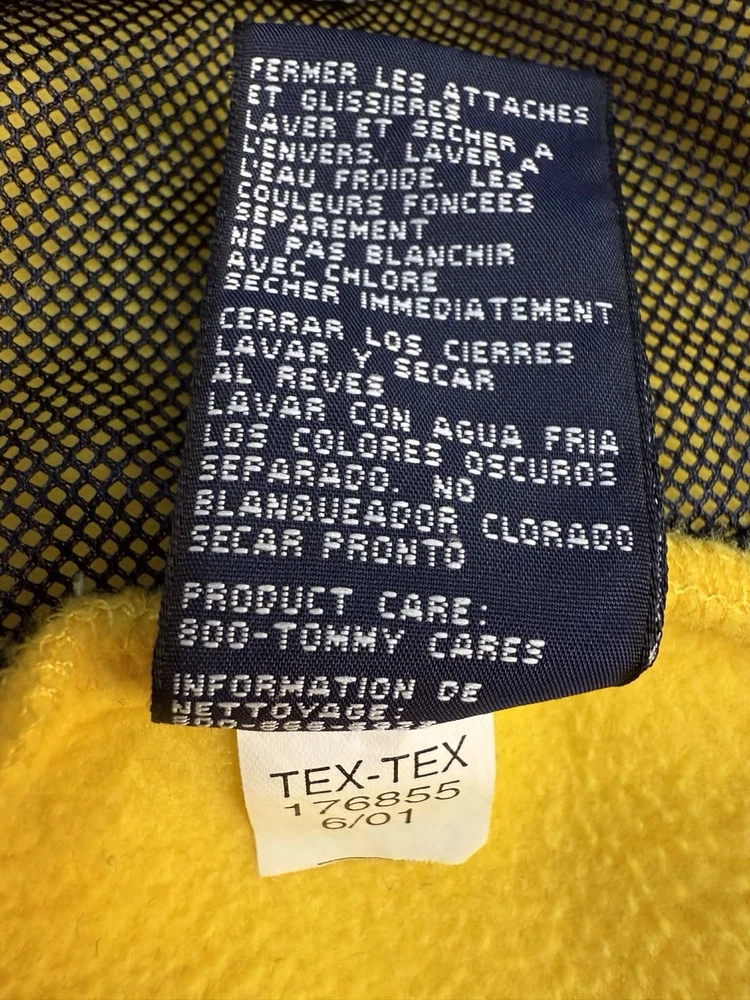 FERMER LES ATTACHES
ET GLISSIERES
LAVER ET SECHER A
L'ENVERS. LAVER A
L'EAU FROIDE. LES
COULEURS FONCEES
SEPAREMENT
NE PAS BLANCHIR
AVEC CHLORE
SECHER IMMEDIATEMENT
CERRAR LOS CIERRES
LAVAR Y SECAR
AL REVES
LAVAR CON AGUA FRIA
LOS COLORES OSCUROS
SEPARADO. NO
BLANQUEADOR CLORADO
SECAR PRONTO
PRODUCT CARE:
800-TOMMY CARES
INFORMATION DE
NETTOYAGE:
TEX-TEX
176855
6/01